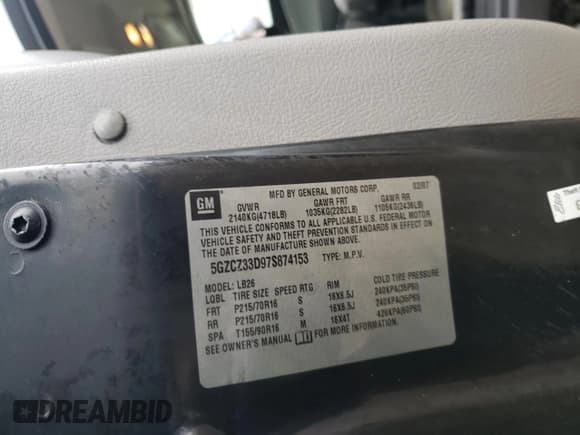 GM
MFD BY GENERAL MOTORS CORP. 02/07
GVWR GAWR FRT GAWR RR
2140KG(4718LB) 1035KG(2282LB) 1105KG(2436LB)
THIS VEHICLE CONFORMS TO ALL APPLICABLE U.S. FEDERAL MOTOR
VEHICLE SAFETY AND THEFT PREVENTION STANDARDS IN EFFECT ON
THE DATE OF MANUFACTURE SHOWN ABOVE.
5GZCZ33D97S874153 TYPE: M.P.V.
MODEL: LB26
LQBL TIRE SIZE SPEED RTG RIM COLD TIRE PRESSURE
FRT P215/70R16 S 16X6.5J 240KPA(35PSI)
RR P215/70R16 S 16X6.5J 240KPA(35PSI)
SPA T155/90R16 M 16X4T 420KPA(60PSI)
SEE OWNER'S MANUAL FOR MORE INFORMATION.
DREAMBID